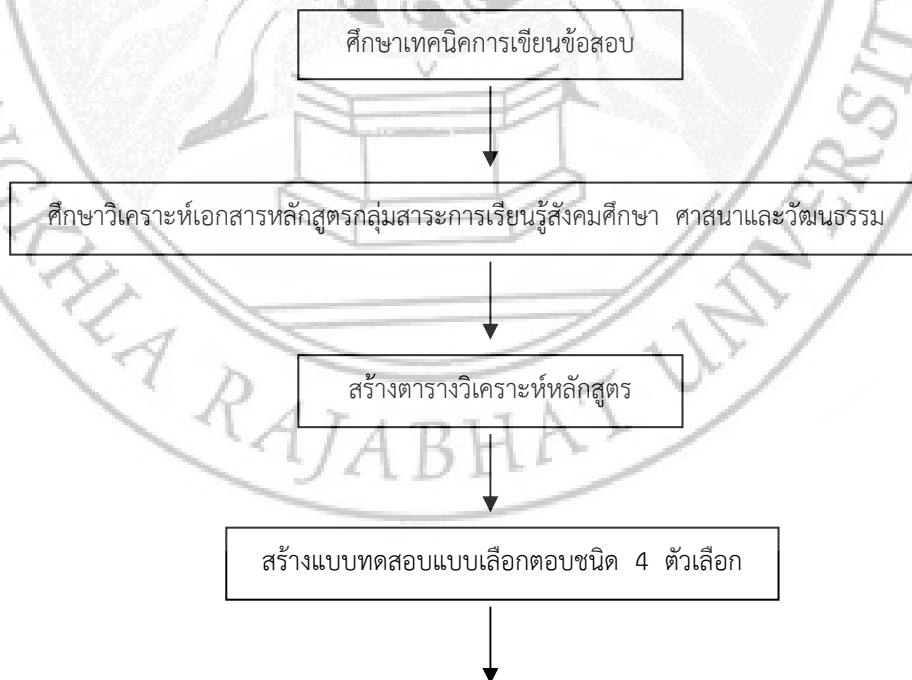 ศึกษาเทคนิคการเขียนข้อสอบ
ศึกษาวิเคราะห์เอกสารหลักสูตรกลุ่มสาระการเรียนรู้สังคมศึกษา ศาสนาและวัฒนธรรม
สร้างตารางวิเคราะห์หลักสูตร
สร้างแบบทดสอบแบบเลือกตอบชนิด 4 ตัวเลือก
RAJABHAT